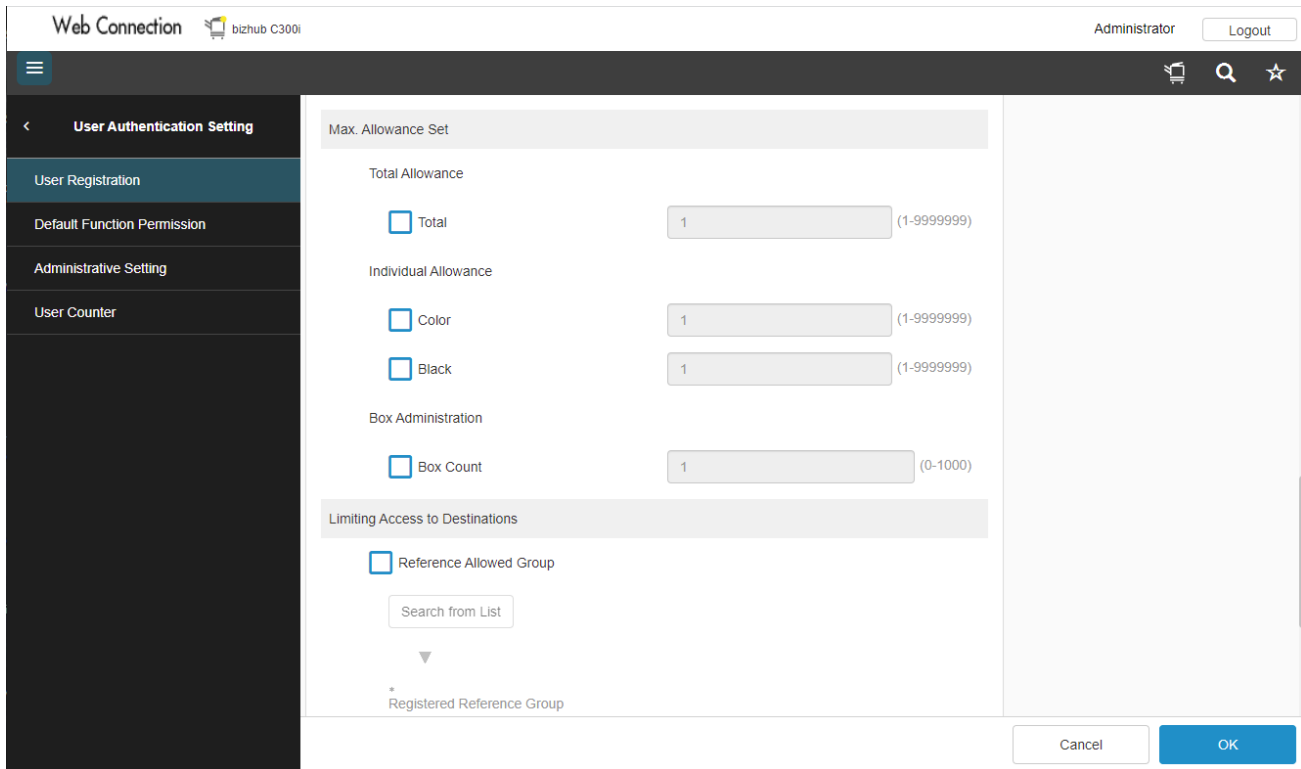 Web Connection bizhub C300i Administrator Logout
User Authentication Setting
User Registration
Default Function Permission
Administrative Setting
User Counter
Max. Allowance Set
Total Allowance
Total 1 (1-9999999)
Individual Allowance
Color 1 (1-9999999)
Black 1 (1-9999999)
Box Administration
Box Count 1 (0-1000)
Limiting Access to Destinations
Reference Allowed Group
Search from List
*
Registered Reference Group
Cancel OK